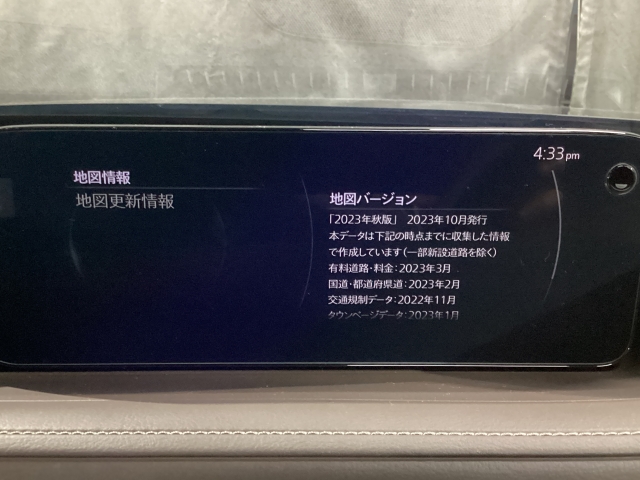 4:33pm
地図情報
地図更新情報
地図バージョン
「2023年秋版」 2023年10月発行
本データは下記の時点までに収集した情報
で作成しています(一部新設道路を除く)
有料道路・料金:2023年3月
国道・都道府県道:2023年2月
交通規制データ:2022年11月
タウンページデータ:2023年1月